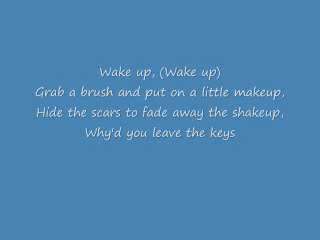 Wake up, (Wake up)
Grab a brush and put on a little makeup,
Hide the scars to fade away the shakeup,
Why'd you leave the keys